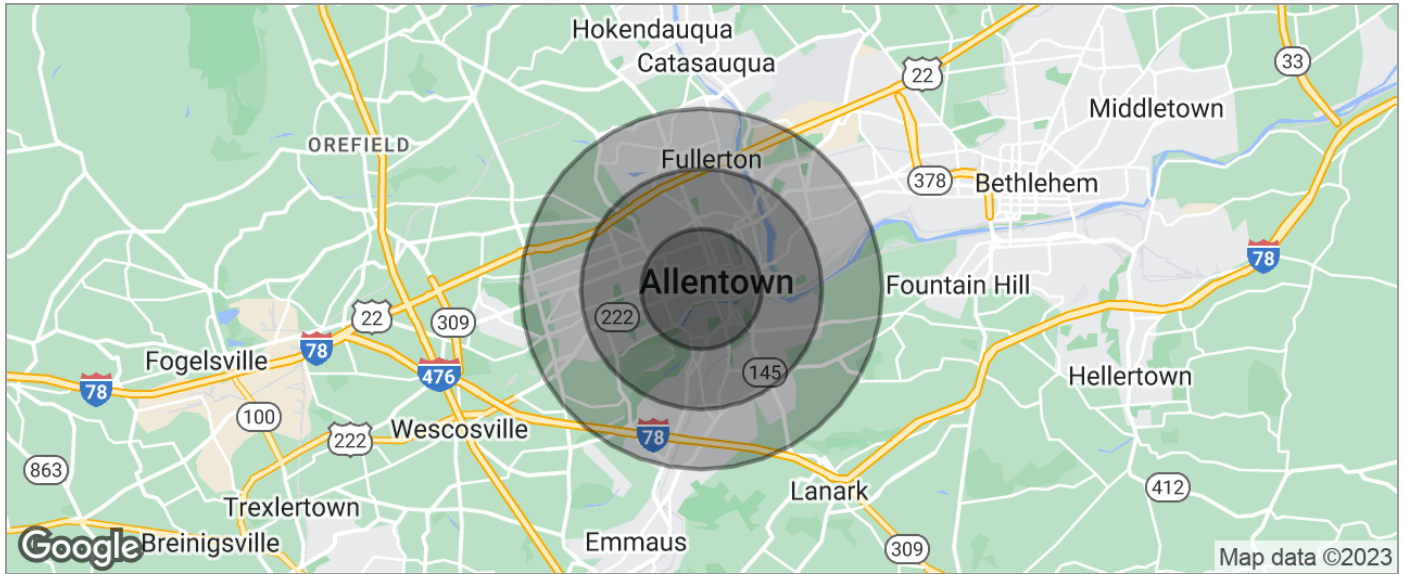 Hokendauqua
Catasauqua
22
33
Middletown
OREFIELD
Fullerton
378
Bethlehem
78
Allentown
Fountain Hill
222
22
309
78
Fogelsville
476
145
Hellertown
78
100
Wescosville
222
78
863
Lanark
412
Trexlertown
Google
Breinigsville
Emmaus
309
Map data ©2023